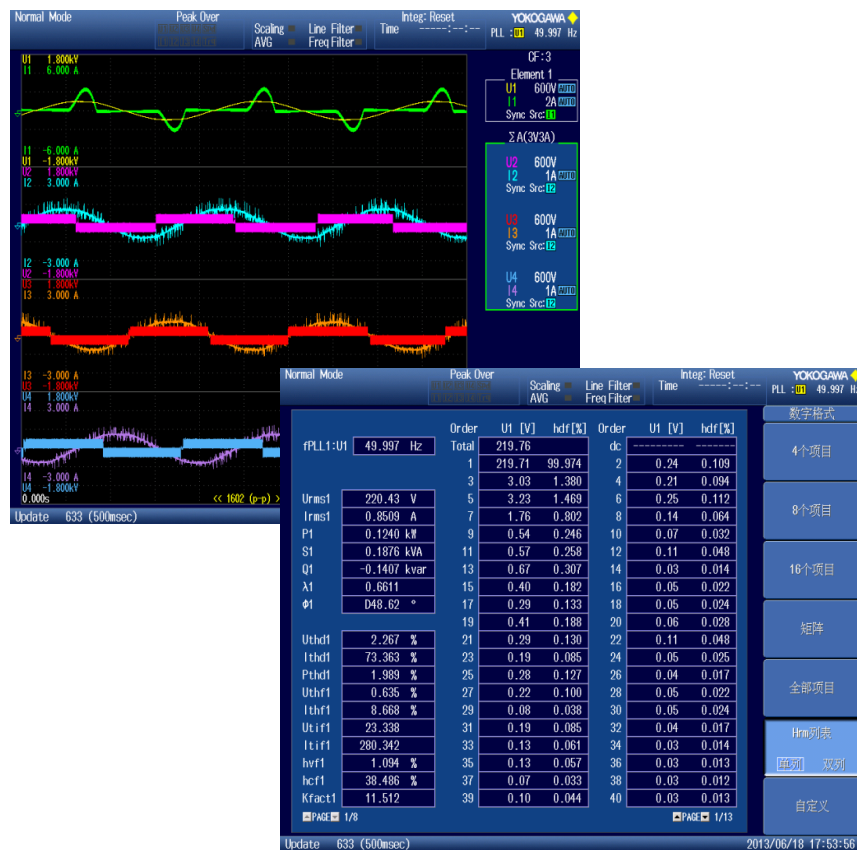 Normal Mode Peak Over Scaling Line Filter Integ: Reset YOKOGAWA
AVG Freq Filter Time -----:--:-- PLL :U1 49.997 Hz
U1 1.800kV
I1 6.000 A
I1 -6.000 A
U1 -1.800kV
U2 1.800kV
I2 3.000 A
I2 -3.000 A
U2 -1.800kV
U3 1.800kV
I3 3.000 A
I3 -3.000 A
U3 -1.800kV
U4 1.800kV
I4 3.000 A
I4 -3.000 A
U4 -1.800kV
0.000s << 1602 (p-p) >
Update 633 (500msec)
CF:3
Element 1
U1 600V AUTO
I1 2A AUTO
Sync Src:I1
ΣA(3V3A)
U2 600V
I2 1A AUTO
Sync Src:I2
U3 600V
I3 1A AUTO
Sync Src:I2
U4 600V
I4 1A AUTO
Sync Src:I2
Normal Mode Peak Over Scaling Line Filter Integ: Reset YOKOGAWA
AVG Freq Filter Time -----:--:-- PLL :U1 49.997 H
Order U1 [V] hdf[%] Order U1 [V] hdf[%]
fPLL1:U1 49.997 Hz Total 219.76 dc -------- -------
1 219.71 99.974 2 0.24 0.109
3 3.03 1.380 4 0.21 0.094
Urms1 220.43 V 5 3.23 1.469 6 0.25 0.112
Irms1 0.8509 A 7 1.76 0.802 8 0.14 0.064
P1 0.1240 kW 9 0.54 0.246 10 0.07 0.032
S1 0.1876 kVA 11 0.57 0.258 12 0.11 0.048
Q1 -0.1407 kvar 13 0.67 0.307 14 0.03 0.014
λ1 0.6611 15 0.40 0.182 16 0.05 0.022
Φ1 D48.62 ° 17 0.29 0.133 18 0.05 0.024
19 0.41 0.188 20 0.06 0.028
Uthd1 2.267 % 21 0.29 0.130 22 0.11 0.048
Ithd1 73.363 % 23 0.19 0.085 24 0.05 0.025
Pthd1 1.989 % 25 0.28 0.127 26 0.04 0.017
Uthf1 0.635 % 27 0.22 0.100 28 0.05 0.022
Ithf1 8.668 % 29 0.08 0.038 30 0.05 0.024
Utif1 23.338 31 0.19 0.085 32 0.04 0.017
Itif1 280.342 33 0.13 0.061 34 0.03 0.014
hvf1 1.094 % 35 0.13 0.057 36 0.03 0.013
hcf1 38.486 % 37 0.07 0.033 38 0.03 0.012
Kfact1 11.512 39 0.10 0.044 40 0.03 0.013
▲PAGE▼ 1/8 ▲PAGE▼ 1/13
数字格式
4个项目
8个项目
16个项目
矩阵
全部项目
Hrm列表
单列 双列
自定义
Update 633 (500msec) 2013/06/18 17:53:56